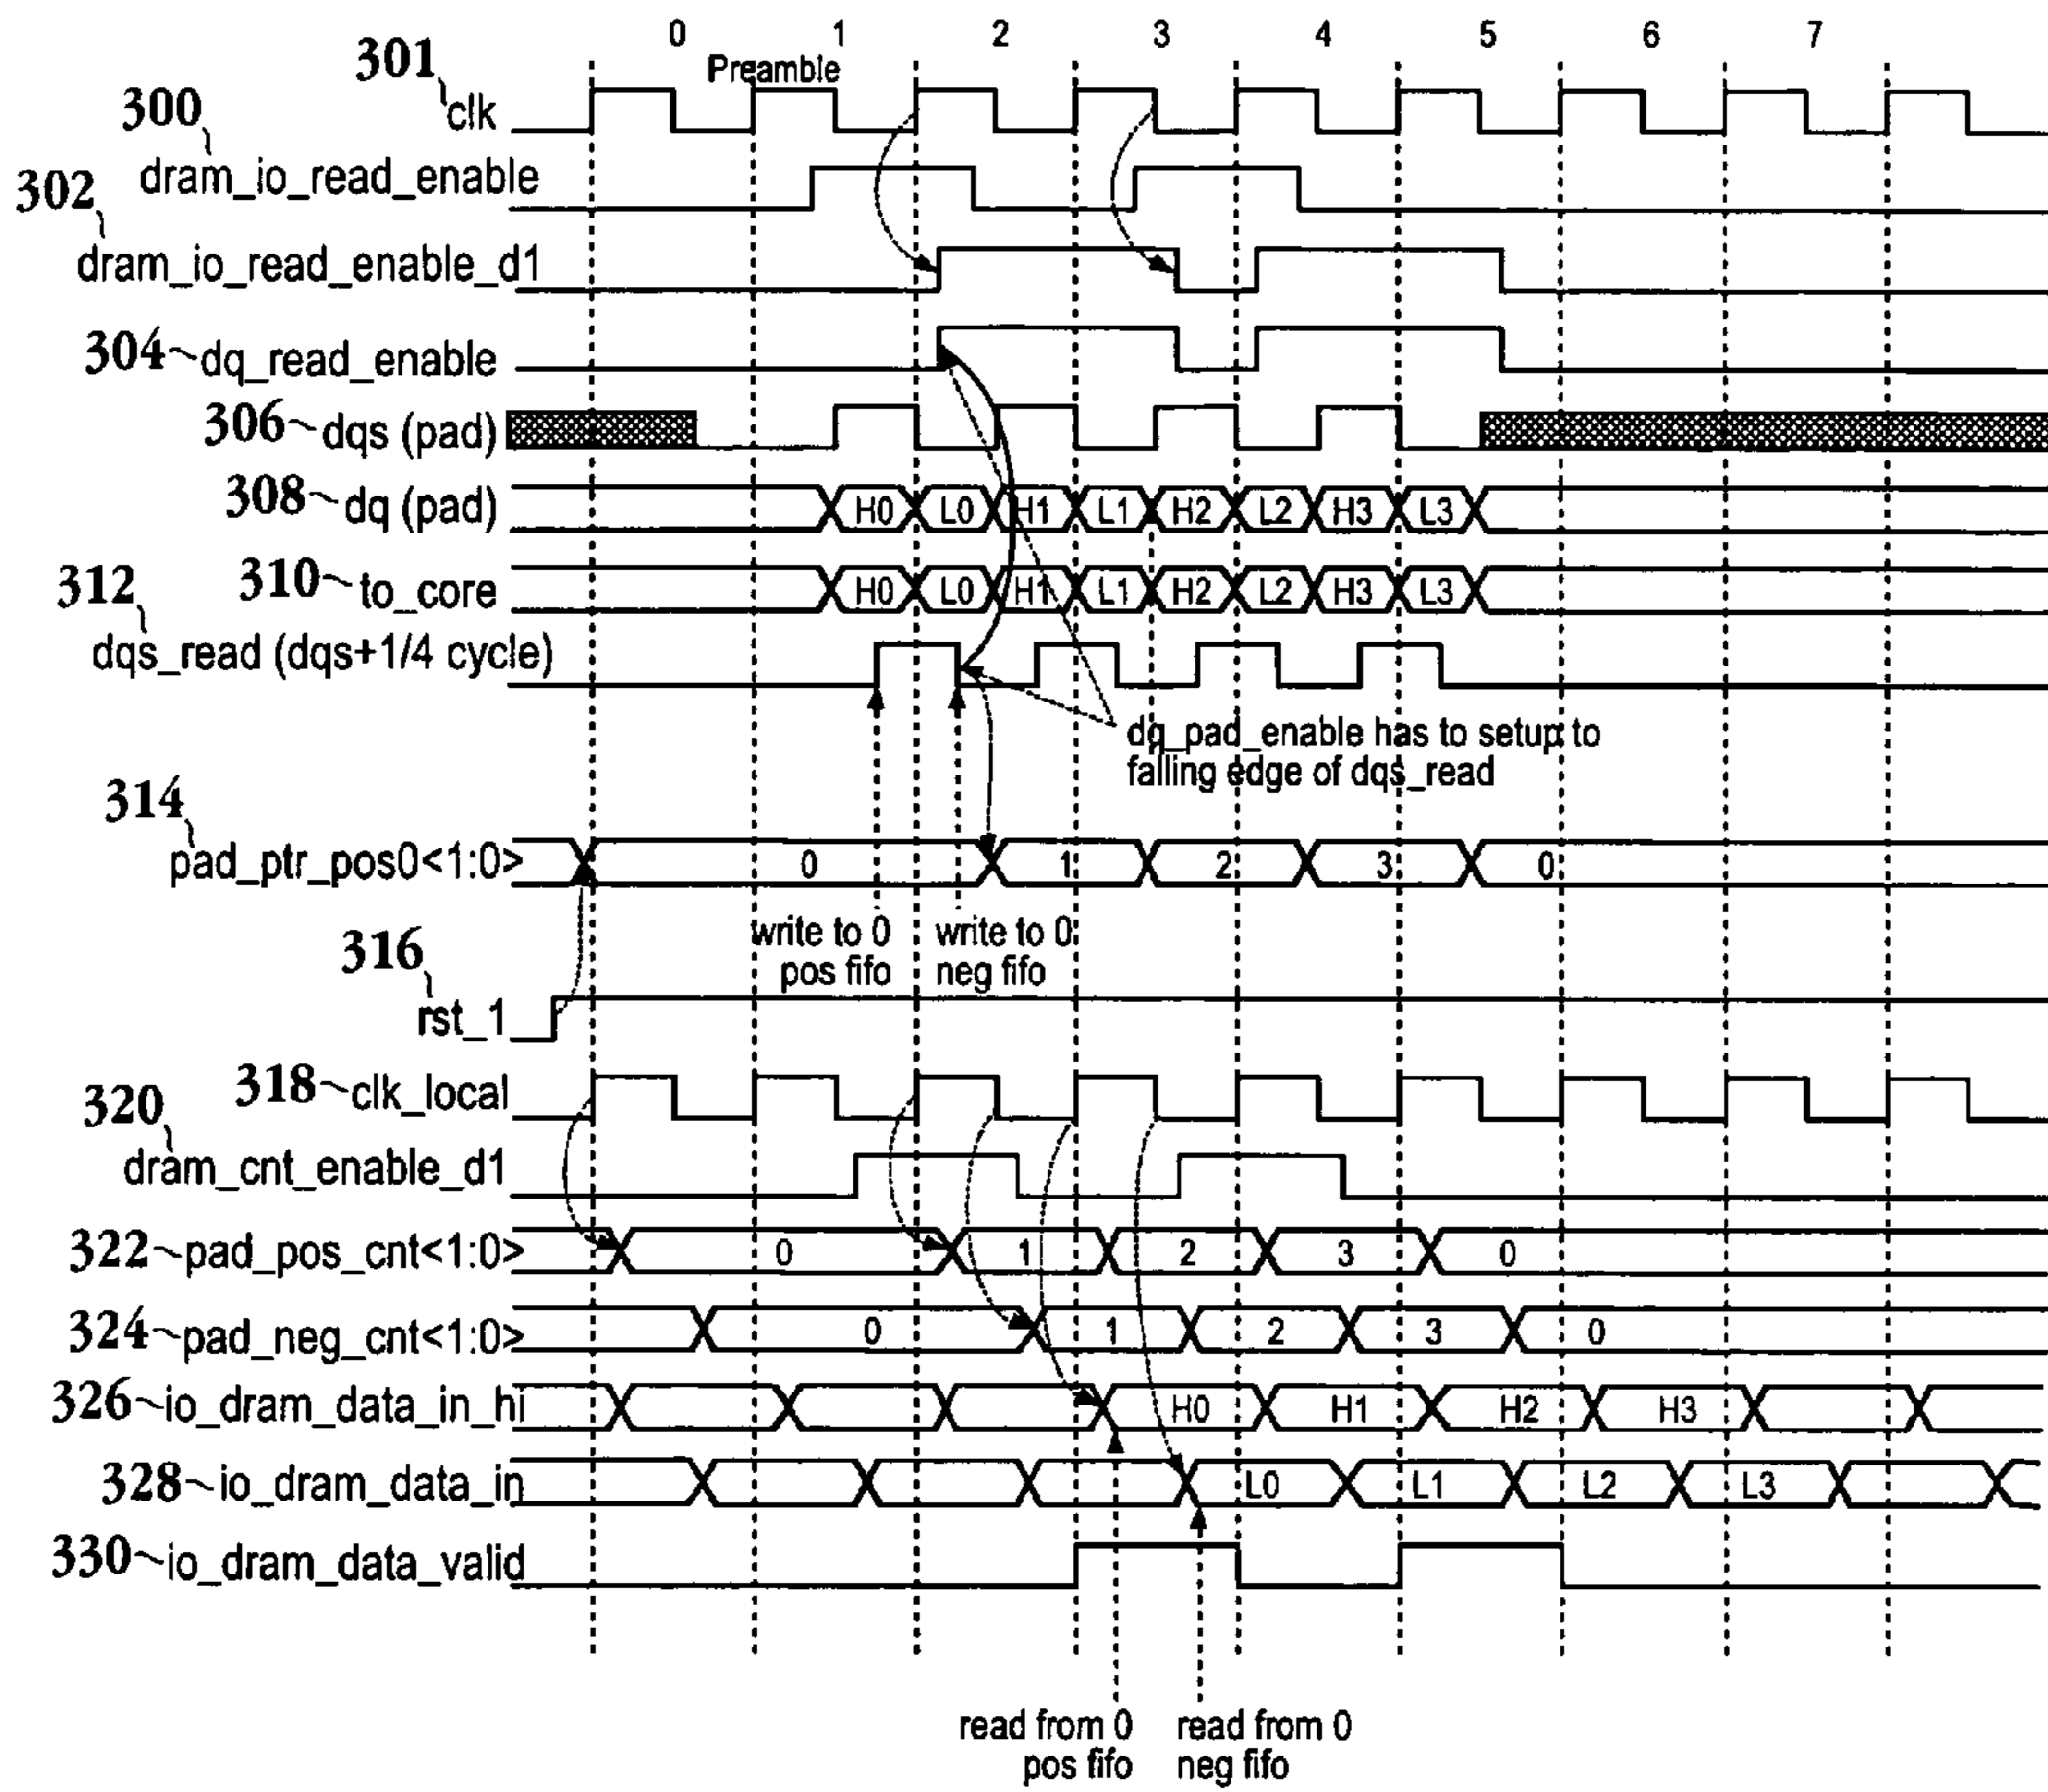 0 1 2 3 4 5 6 7
Preamble
301 clk
300 dram_io_read_enable
302 dram_io_read_enable_d1
304 dq_read_enable
306 dqs (pad)
308 dq (pad) H0 L0 H1 L1 H2 L2 H3 L3
310 to_core H0 L0 H1 L1 H2 L2 H3 L3
312 dqs_read (dqs+1/4 cycle)
dq_pad_enable has to setup to
falling edge of dqs_read
314 pad_ptr_pos0<1:0> 0 1 2 3 0
write to 0
pos fifo
write to 0
neg fifo
316 rst_1
318 clk_local
320 dram_cnt_enable_d1
322 pad_pos_cnt<1:0> 0 1 2 3 0
324 pad_neg_cnt<1:0> 0 1 2 3 0
326 io_dram_data_in_hi H0 H1 H2 H3
328 io_dram_data_in L0 L1 L2 L3
330 io_dram_data_valid
read from 0
pos fifo
read from 0
neg fifo